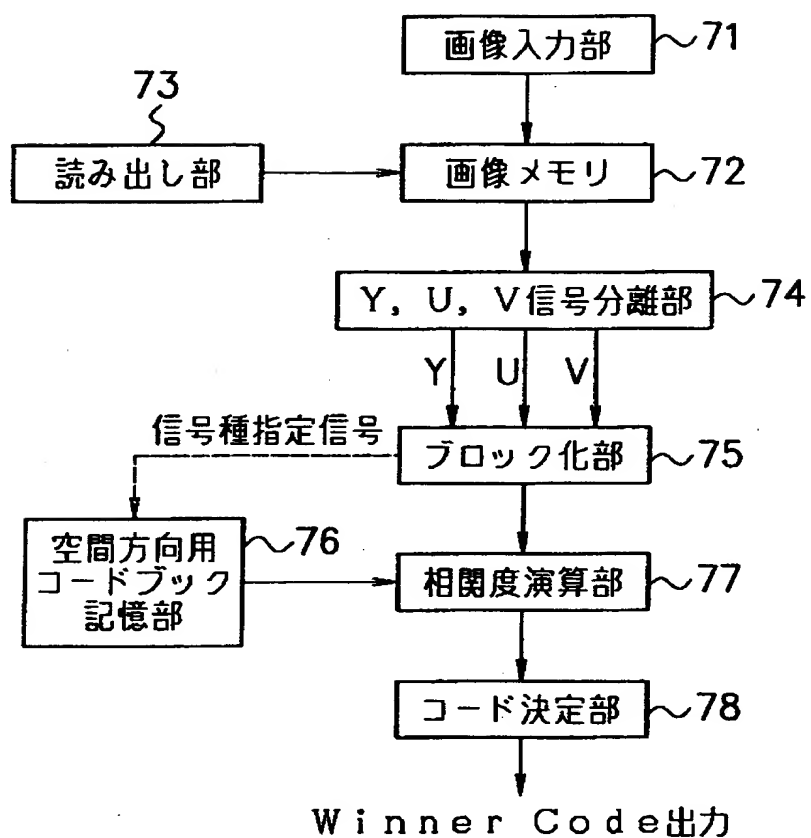 画像入力部 71
73
読み出し部
画像メモリ 72
Y, U, V信号分離部 74
Y U V
信号種指定信号
ブロック化部 75
空間方向用
コードブック
記憶部
76
相関度演算部 77
コード決定部 78
Winner Code出力